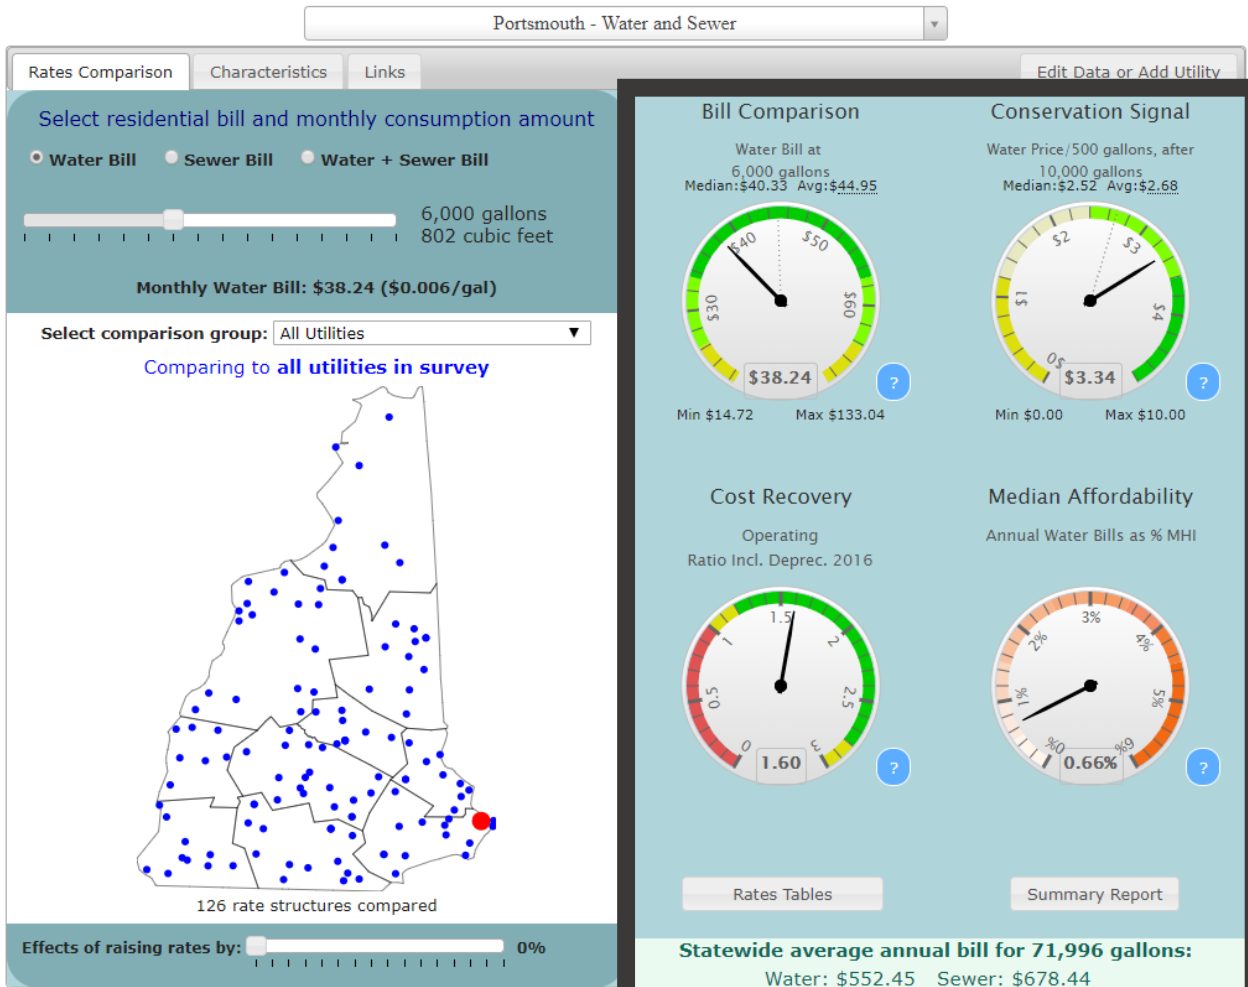 Portsmouth - Water and Sewer
Rates Comparison
Characteristics
Links
Edit Data or Add Utility
Select residential bill and monthly consumption amount
Water Bill
Sewer Bill
Water + Sewer Bill
6,000 gallons
802 cubic feet
Monthly Water Bill: $38.24 ($0.006/gal)
Select comparison group:
All Utilities
Comparing to all utilities in survey
126 rate structures compared
Effects of raising rates by:
0%
Bill Comparison
Water Bill at
6,000 gallons
Median:$40.33 Avg:$44.95
$30
$40
$50
$60
$38.24
?
Min $14.72
Max $133.04
Conservation Signal
Water Price/500 gallons, after
10,000 gallons
Median:$2.52 Avg:$2.68
$0
$1
$2
$3
$4
$3.34
?
Min $0.00
Max $10.00
Cost Recovery
Operating
Ratio Incl. Deprec. 2016
0
0.5
1
1.5
2
2.5
3
1.60
?
Median Affordability
Annual Water Bills as % MHI
0%
1%
2%
3%
4%
5%
6%
0.66%
?
Rates Tables
Summary Report
Statewide average annual bill for 71,996 gallons:
Water: $552.45 Sewer: $678.44